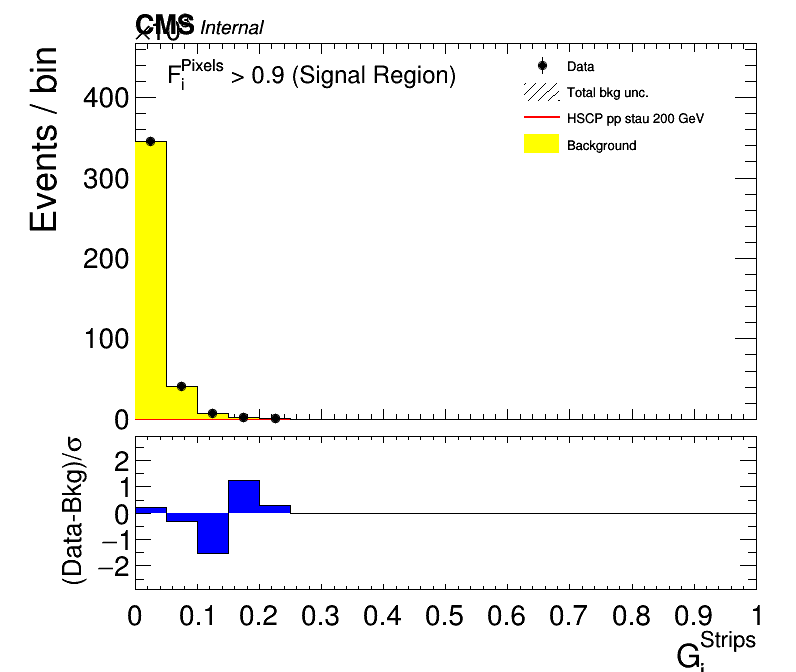 CMS Internal
F_i^Pixels > 0.9 (Signal Region)
Data
Total bkg unc.
HSCP pp stau 200 GeV
Background
Events / bin
400
300
200
100
0
(Data-Bkg)/σ
2
1
0
−1
−2
0 0.1 0.2 0.3 0.4 0.5 0.6 0.7 0.8 0.9 1
G_i^Strips